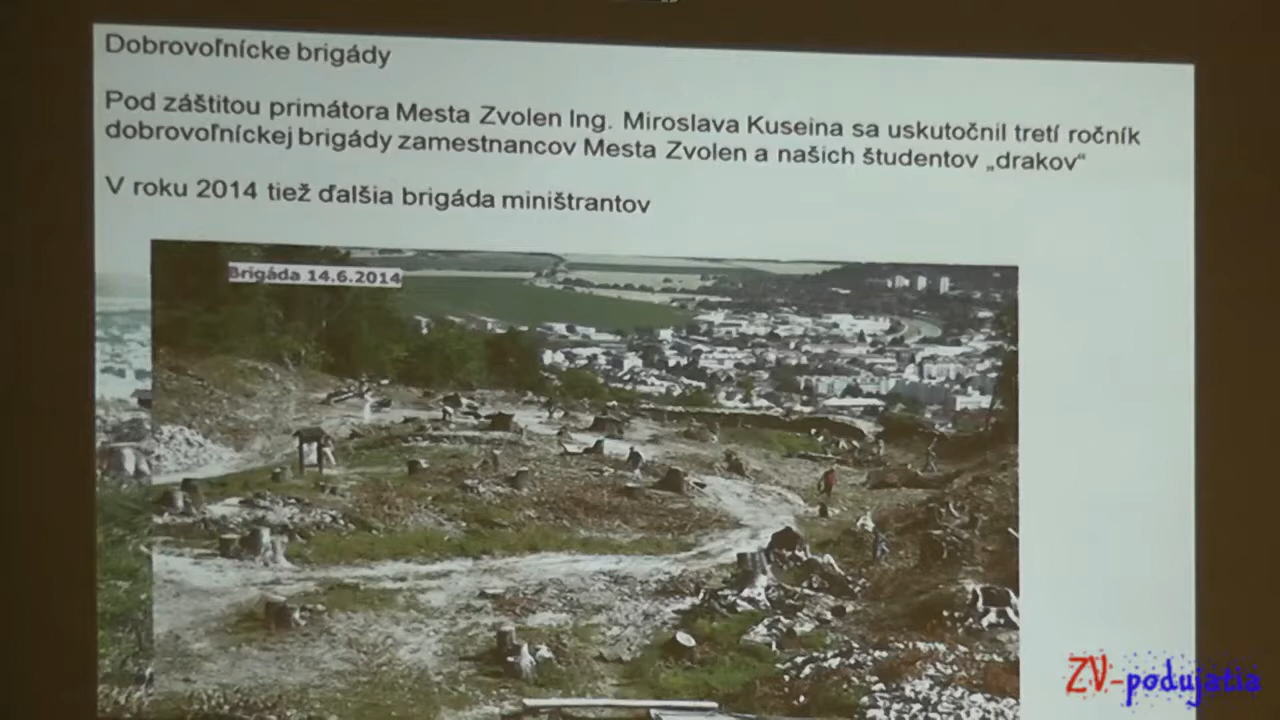 Dobrovoľnícke brigády
Pod záštitou primátora Mesta Zvolen Ing. Miroslava Kuseina sa uskutočnil tretí ročník
dobrovoľníckej brigády zamestnancov Mesta Zvolen a našich študentov „drakov“
V roku 2014 tiež ďalšia brigáda miništrantov
Brigáda 14.6.2014
ZV-podujatia